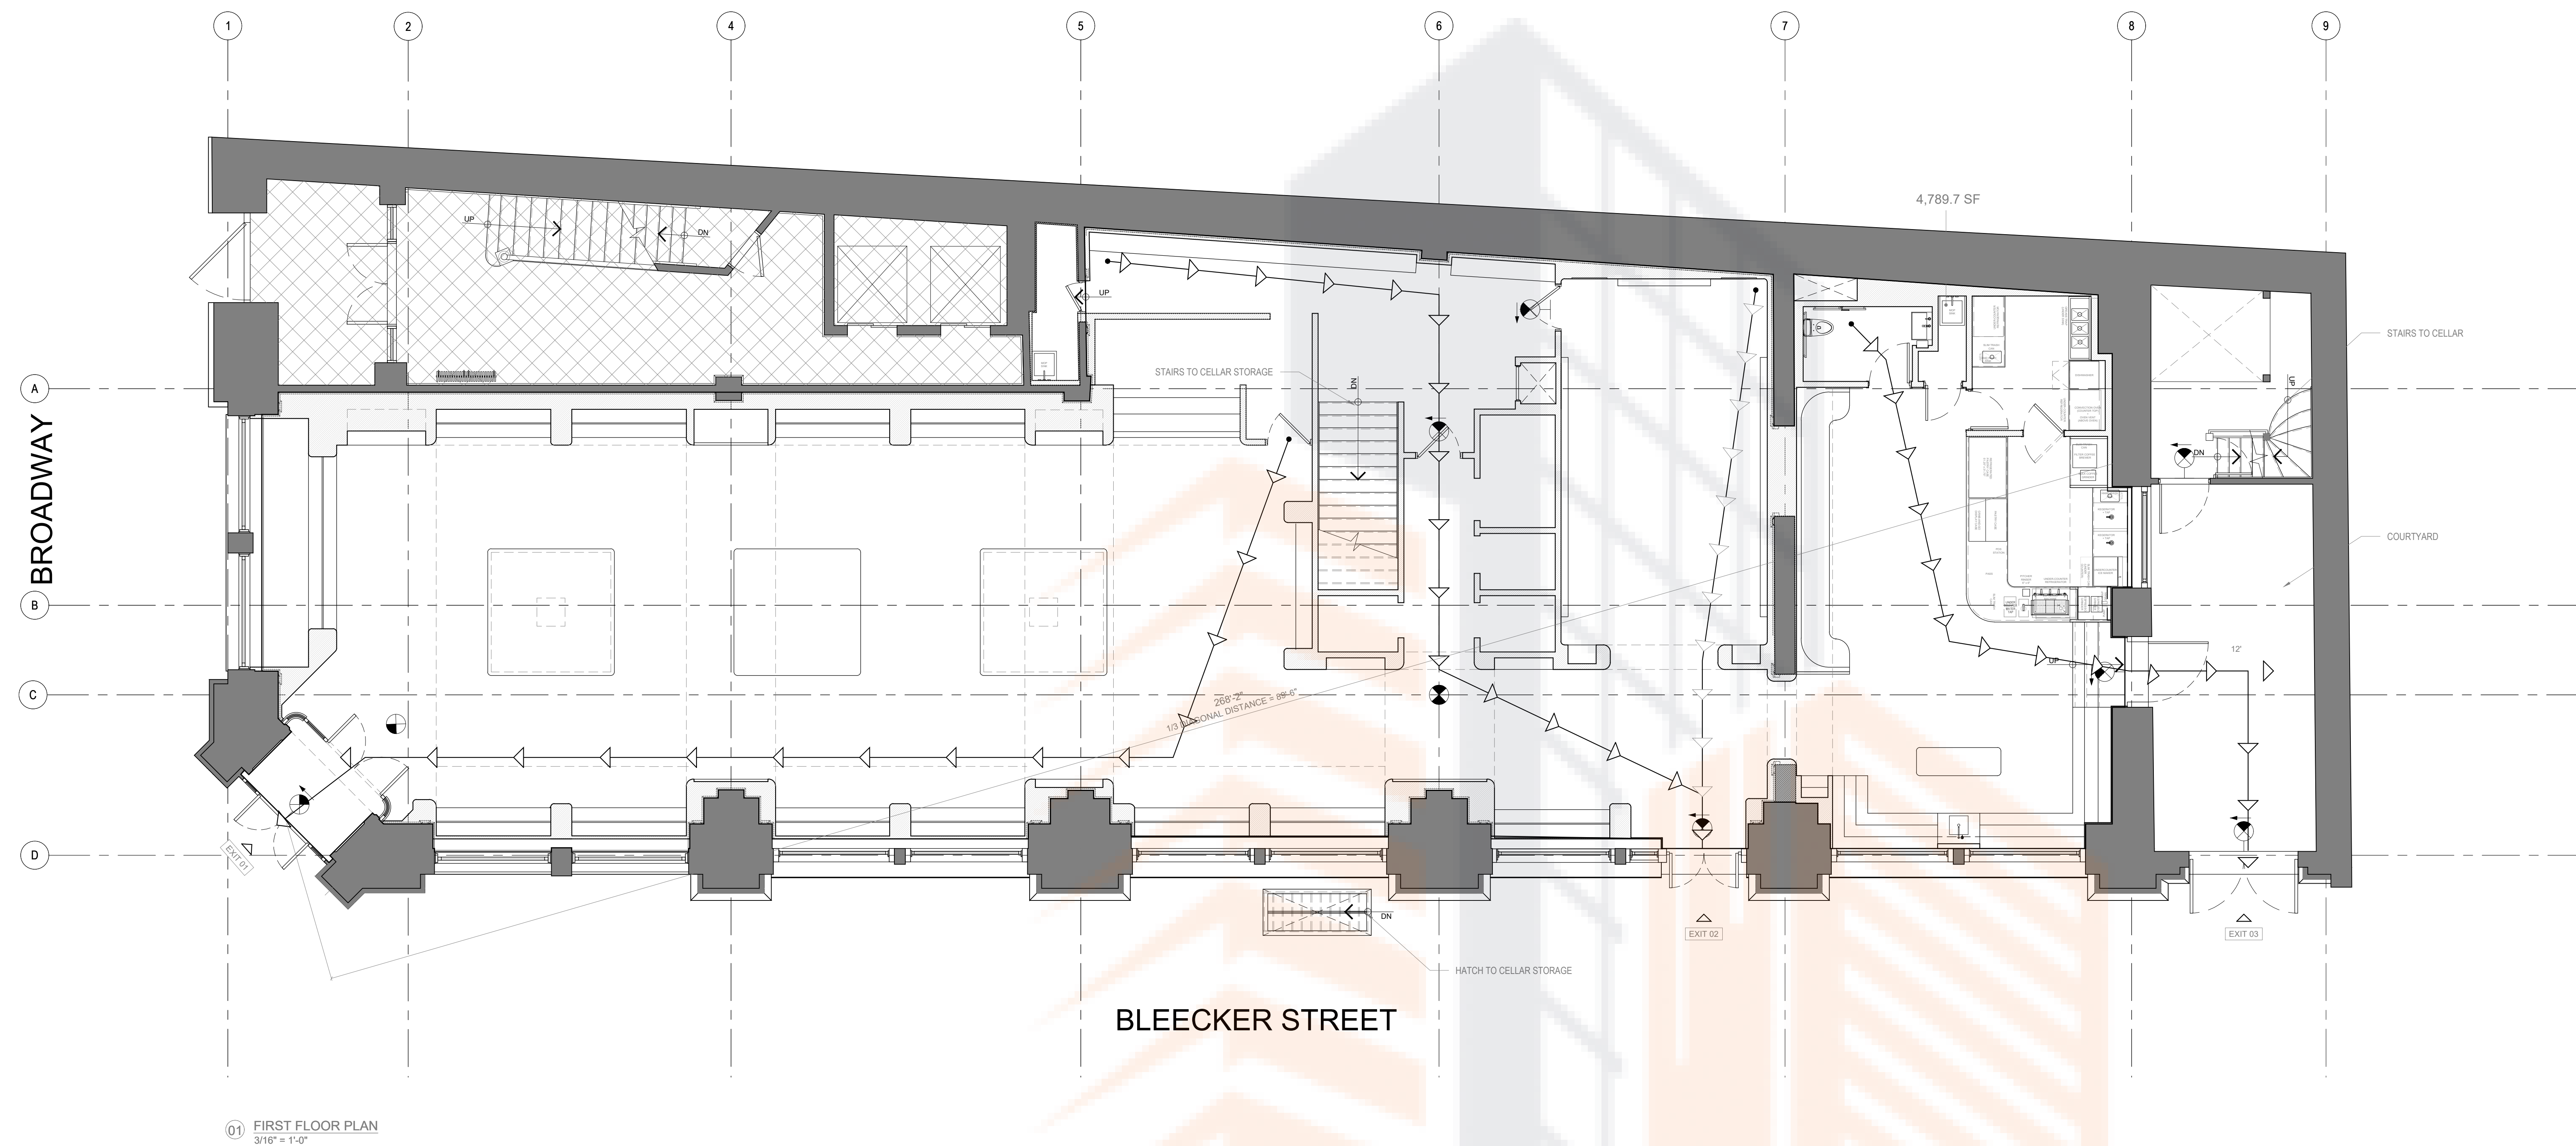 1
2
4
5
6
7
8
9
4,789.7 SF
UP
DN
UP
STAIRS TO CELLAR
A
STAIRS TO CELLAR STORAGE
DN
UP
DN
BROADWAY
COURTYARD
B
12'
UP
C
268'-2"
1/3 DIAGONAL DISTANCE = 89'-6"
D
EXIT 01
DN
EXIT 02
EXIT 03
HATCH TO CELLAR STORAGE
BLEECKER STREET
01 FIRST FLOOR PLAN
3/16" = 1'-0"